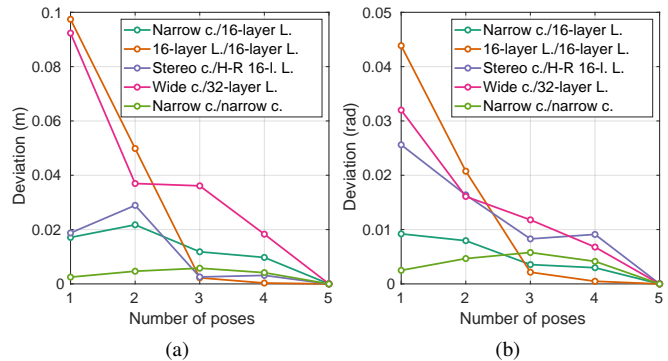 0.1
0.08
0.06
0.04
0.02
0
Deviation (m)
Narrow c./16-layer L.
16-layer L./16-layer L.
Stereo c./H-R 16-l. L.
Wide c./32-layer L.
Narrow c./narrow c.
1 2 3 4 5
Number of poses
(a)
0.05
0.04
0.03
0.02
0.01
0
Deviation (rad)
Narrow c./16-layer L.
16-layer L./16-layer L.
Stereo c./H-R 16-l. L.
Wide c./32-layer L.
Narrow c./narrow c.
1 2 3 4 5
Number of poses
(b)